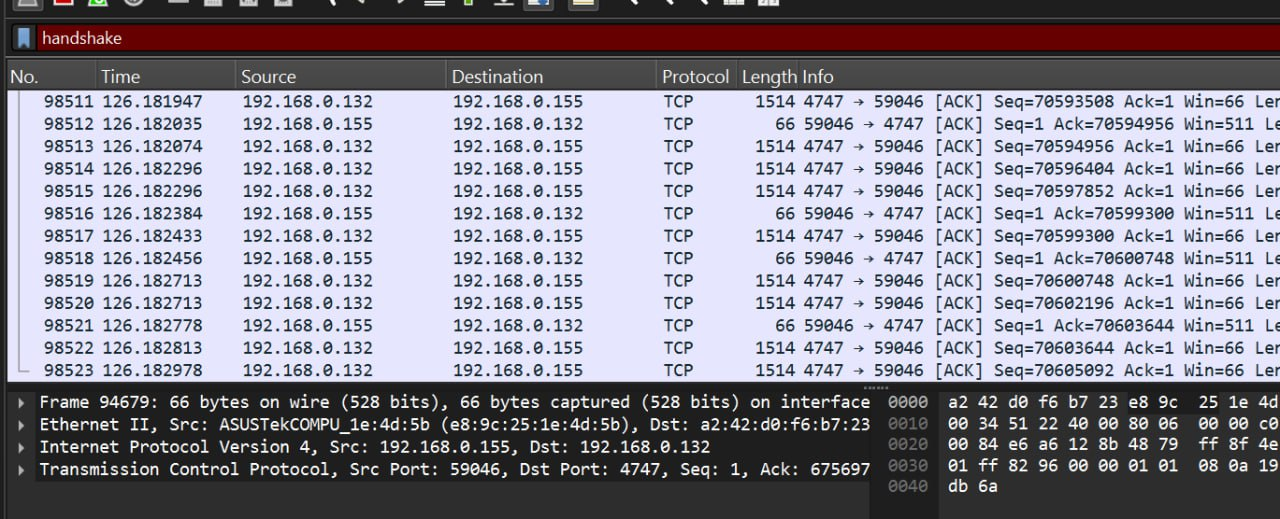 handshake
No. Time Source Destination Protocol Length Info
98511 126.181947 192.168.0.132 192.168.0.155 TCP 1514 4747 → 59046 [ACK] Seq=70593508 Ack=1 Win=66 Ler
98512 126.182035 192.168.0.155 192.168.0.132 TCP 66 59046 → 4747 [ACK] Seq=1 Ack=70594956 Win=511 Le
98513 126.182074 192.168.0.132 192.168.0.155 TCP 1514 4747 → 59046 [ACK] Seq=70594956 Ack=1 Win=66 Ler
98514 126.182296 192.168.0.132 192.168.0.155 TCP 1514 4747 → 59046 [ACK] Seq=70596404 Ack=1 Win=66 Ler
98515 126.182296 192.168.0.132 192.168.0.155 TCP 1514 4747 → 59046 [ACK] Seq=70597852 Ack=1 Win=66 Ler
98516 126.182384 192.168.0.155 192.168.0.132 TCP 66 59046 → 4747 [ACK] Seq=1 Ack=70599300 Win=511 Le
98517 126.182433 192.168.0.132 192.168.0.155 TCP 1514 4747 → 59046 [ACK] Seq=70599300 Ack=1 Win=66 Ler
98518 126.182456 192.168.0.155 192.168.0.132 TCP 66 59046 → 4747 [ACK] Seq=1 Ack=70600748 Win=511 Le
98519 126.182713 192.168.0.132 192.168.0.155 TCP 1514 4747 → 59046 [ACK] Seq=70600748 Ack=1 Win=66 Ler
98520 126.182713 192.168.0.132 192.168.0.155 TCP 1514 4747 → 59046 [ACK] Seq=70602196 Ack=1 Win=66 Ler
98521 126.182778 192.168.0.155 192.168.0.132 TCP 66 59046 → 4747 [ACK] Seq=1 Ack=70603644 Win=511 Le
98522 126.182813 192.168.0.132 192.168.0.155 TCP 1514 4747 → 59046 [ACK] Seq=70603644 Ack=1 Win=66 Ler
98523 126.182978 192.168.0.132 192.168.0.155 TCP 1514 4747 → 59046 [ACK] Seq=70605092 Ack=1 Win=66 Ler
Frame 94679: 66 bytes on wire (528 bits), 66 bytes captured (528 bits) on interface
Ethernet II, Src: ASUSTekCOMPU_1e:4d:5b (e8:9c:25:1e:4d:5b), Dst: a2:42:d0:f6:b7:23
Internet Protocol Version 4, Src: 192.168.0.155, Dst: 192.168.0.132
Transmission Control Protocol, Src Port: 59046, Dst Port: 4747, Seq: 1, Ack: 675697
0000 a2 42 d0 f6 b7 23 e8 9c 25 1e 4d
0010 00 34 51 22 40 00 80 06 00 00 c0
0020 00 84 e6 a6 12 8b 48 79 ff 8f 4e
0030 01 ff 82 96 00 00 01 01 08 0a 19
0040 db 6a